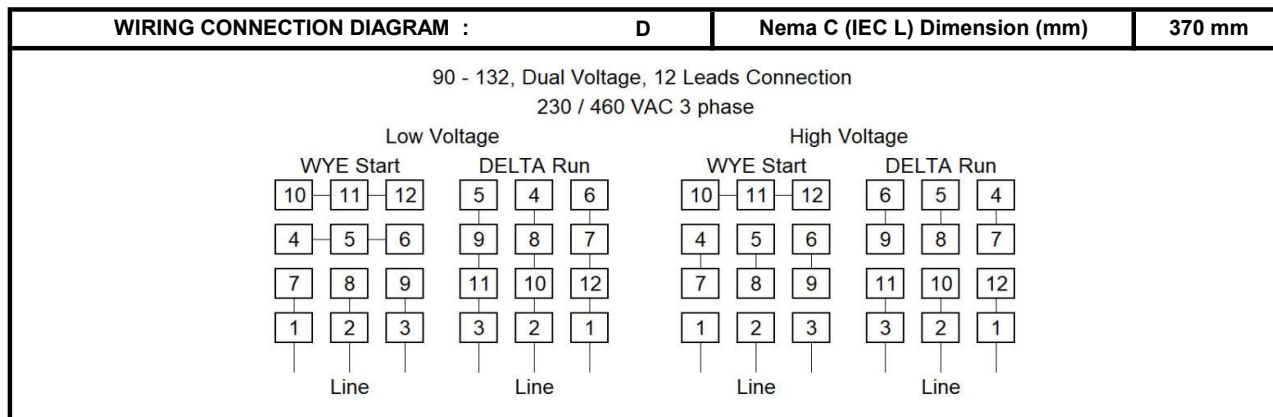 WIRING CONNECTION DIAGRAM : D Nema C (IEC L) Dimension (mm) 370 mm
90 - 132, Dual Voltage, 12 Leads Connection
230 / 460 VAC 3 phase
Low Voltage High Voltage
WYE Start DELTA Run WYE Start DELTA Run
10 11 12 5 4 6 10 11 12 6 5 4
4 5 6 9 8 7 4 5 6 9 8 7
7 8 9 11 10 12 7 8 9 11 10 12
1 2 3 3 2 1 1 2 3 3 2 1
Line Line Line Line